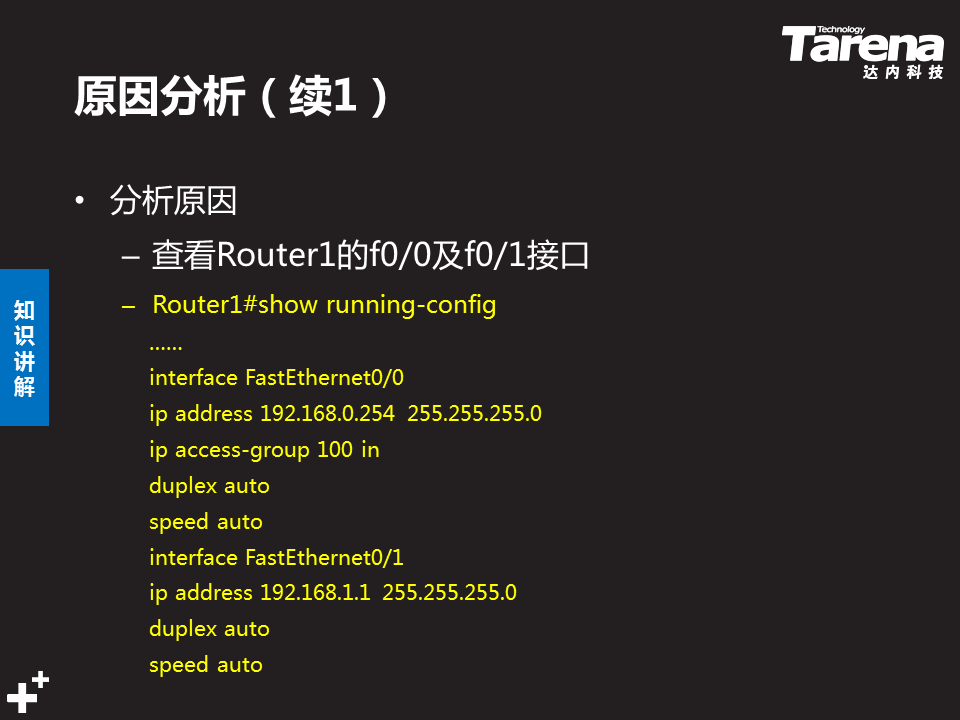 Technology
Tarena
达内科技
原因分析（续1）
• 分析原因
– 查看Router1的f0/0及f0/1接口
– Router1#show running-config
......
interface FastEthernet0/0
ip address 192.168.0.254 255.255.255.0
ip access-group 100 in
duplex auto
speed auto
interface FastEthernet0/1
ip address 192.168.1.1 255.255.255.0
duplex auto
speed auto
知
识
讲
解